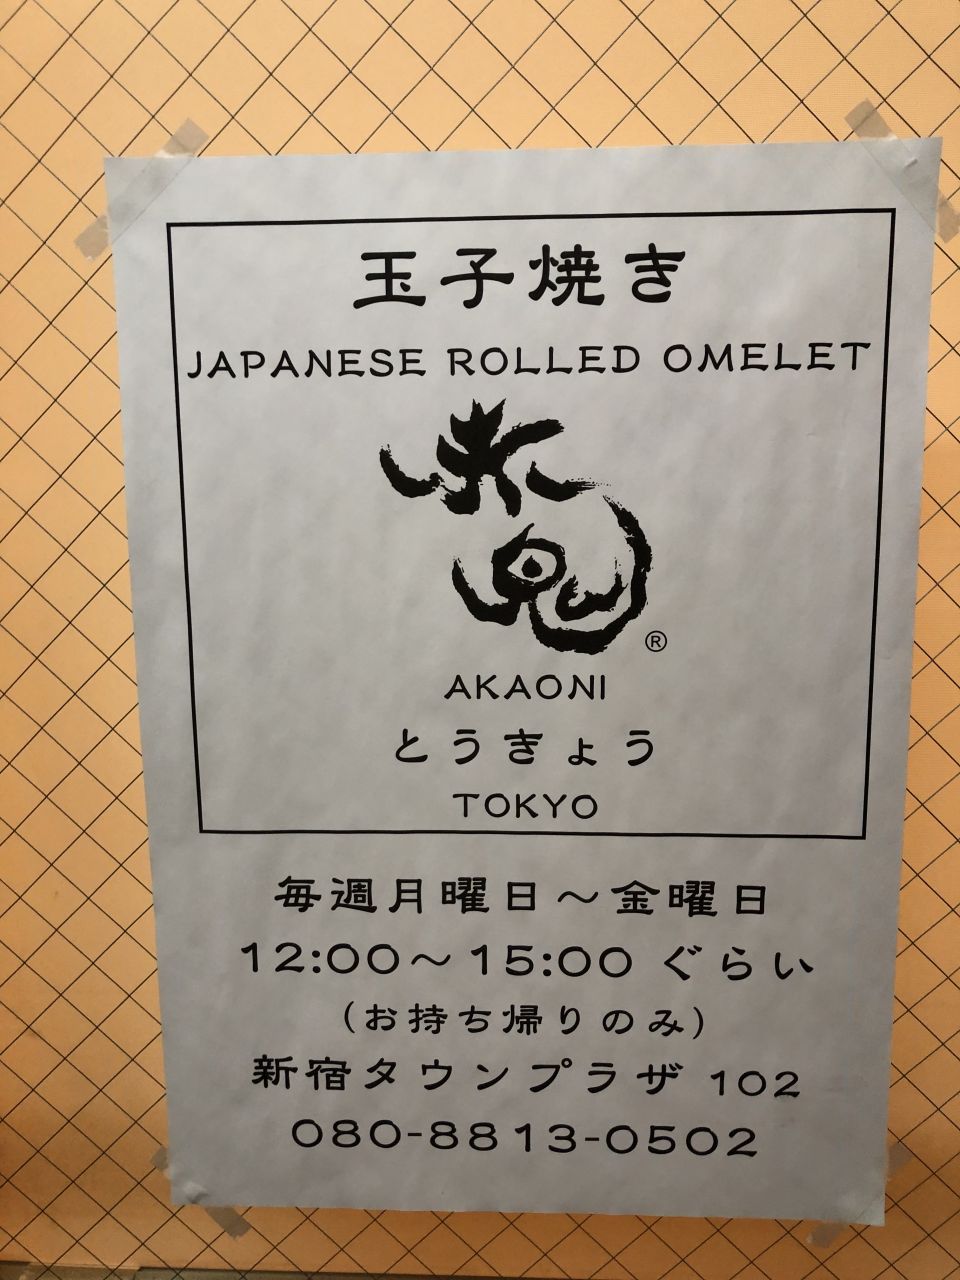 玉子焼き
JAPANESE ROLLED OMELET
赤鬼
®
AKAONI
とうきょう
TOKYO
毎週月曜日～金曜日
12:00～15:00 ぐらい
(お持ち帰りのみ)
新宿タウンプラザ 102
080-8813-0502